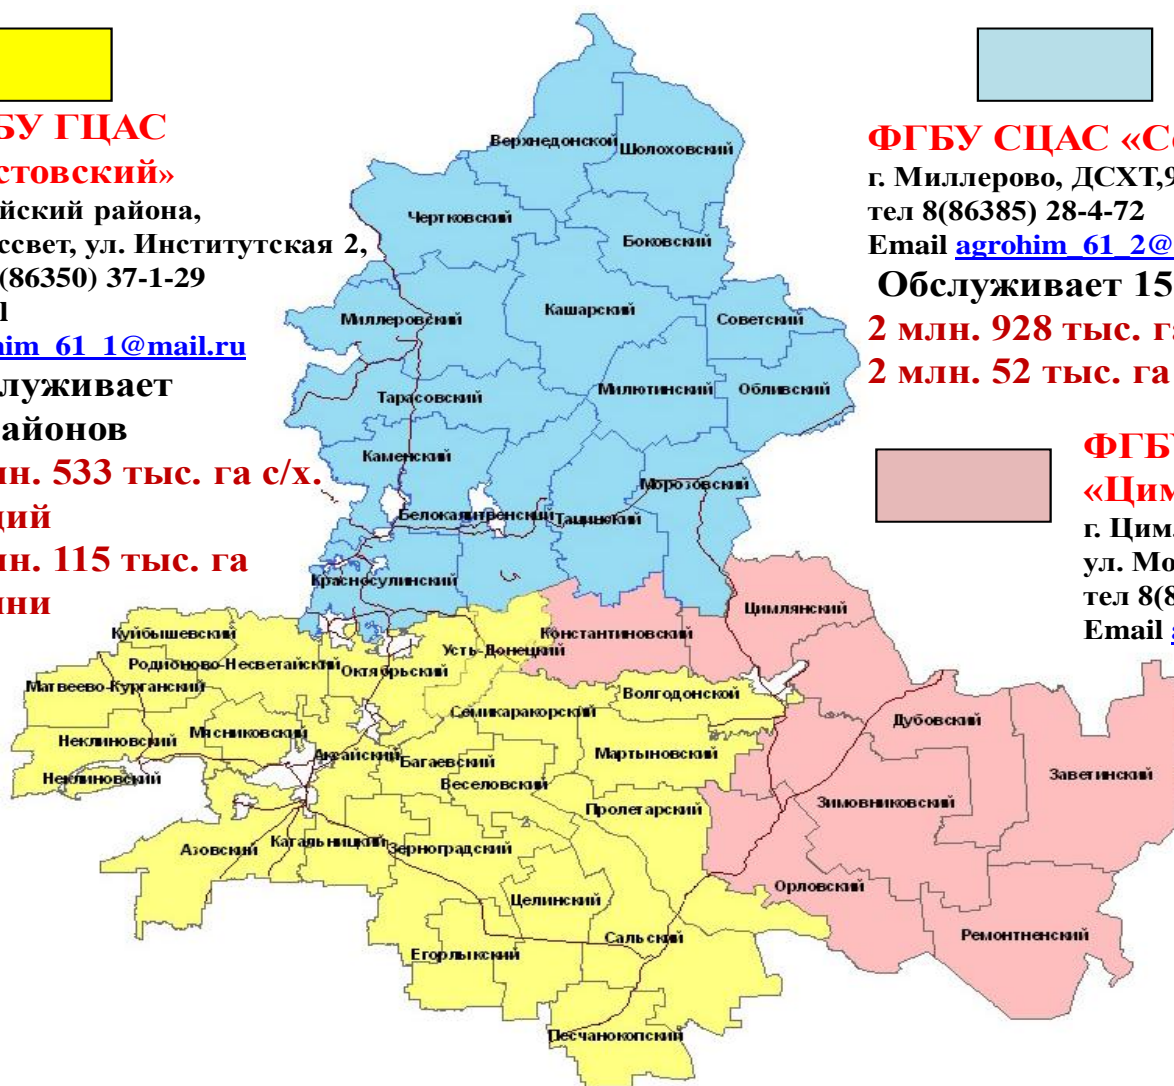 БУ ГЦАС
стовский»
йский района,
ссвет, ул. Институтская 2,
(86350) 37-1-29
l
him_61_1@mail.ru
служивает
айонов
лн. 533 тыс. га с/х.
дий
лн. 115 тыс. га
шни
ФГБУ СЦАС «Се
г. Миллерово, ДСХТ,9
тел 8(86385) 28-4-72
Email agrohim_61_2@
Обслуживает 15
2 млн. 928 тыс. га
2 млн. 52 тыс. га
ФГБУ
«Цим
г. Цим.
ул. Мо
тел 8(8
Email a
Верхнедонской
Шолоховский
Чертковский
Боковский
Миллеровский
Кашарский
Советский
Тарасовский
Милютинский
Обливский
Каменский
Морозовский
Белокалитвенский
Тацинский
Красносулинский
Цимлянский
Константиновский
Куйбышевский
Родионово-Несветайский
Октябрьский
Усть-Донецкий
Матвеево-Курганский
Волгодонской
Семикаракорский
Дубовский
Неклиновский
Мясниковский
Аксайский
Багаевский
Мартыновский
Неклиновский
Веселовский
Заветинский
Пролетарский
Зимовниковский
Азовский
Катальницкий
Зерноградский
Орловский
Целинский
Сальский
Ремонтненский
Егорлыкский
Песчанокопский